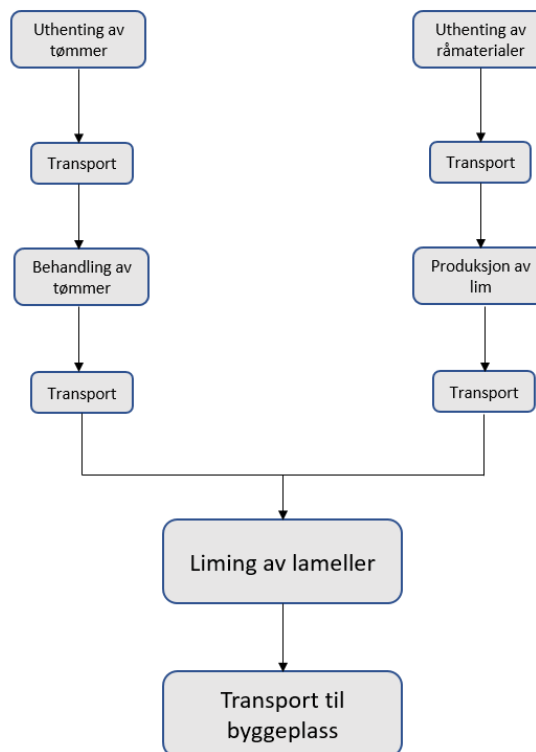 Uthenting av
tømmer
Uthenting av
råmaterialer
Transport
Transport
Behandling av
tømmer
Produksjon av
lim
Transport
Transport
Liming av lameller
Transport til
byggeplass